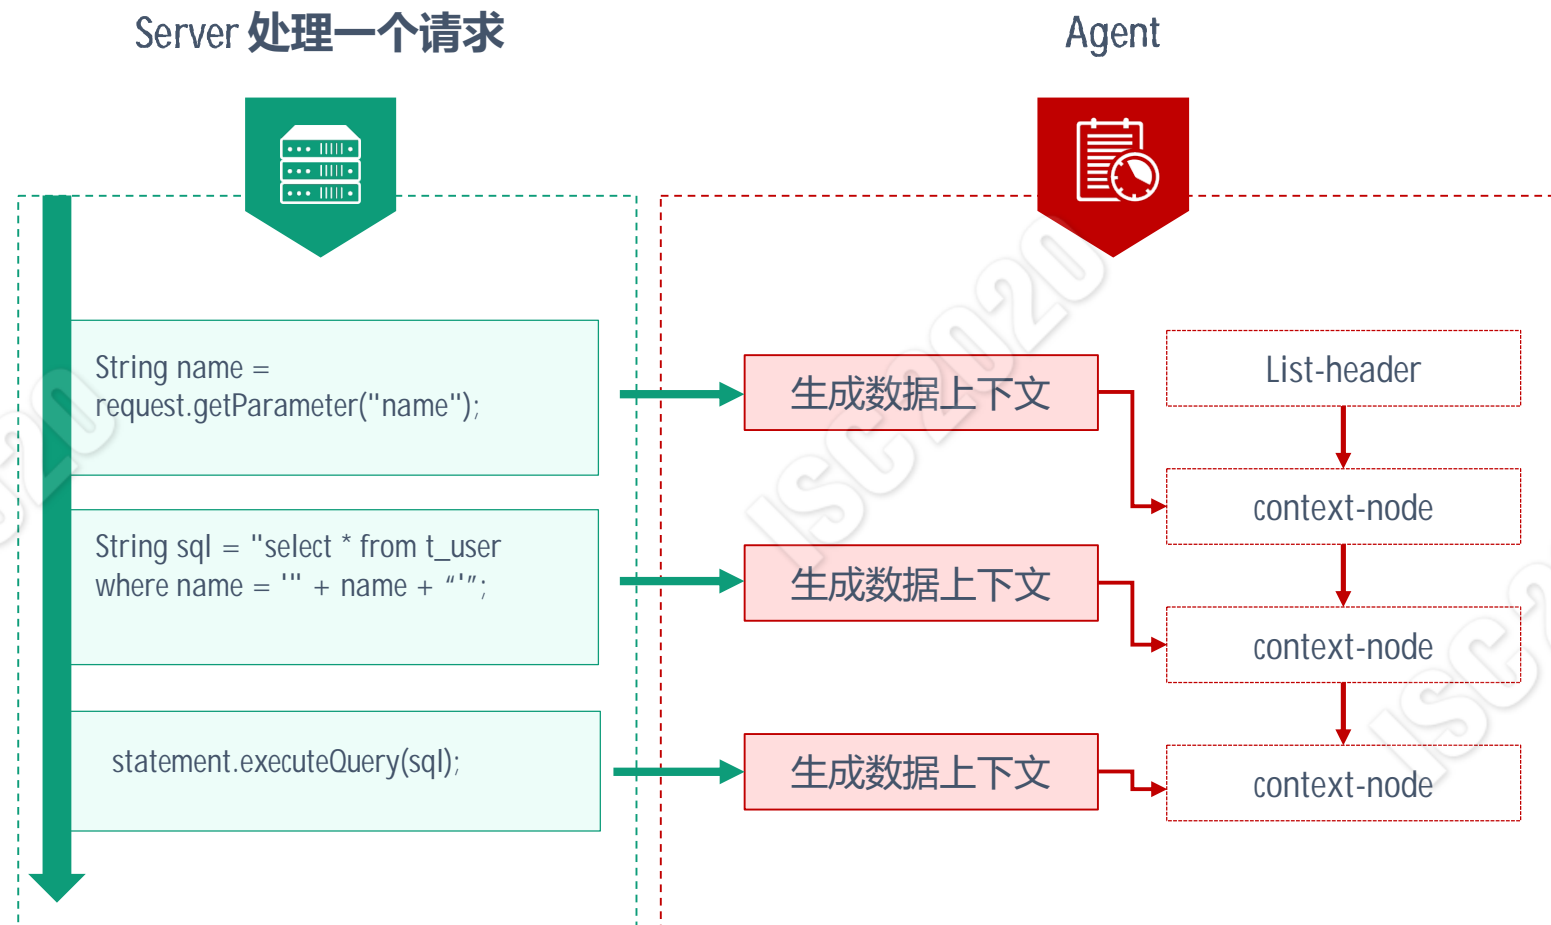 Server 处理一个请求
Agent
String name =
request.getParameter("name");
生成数据上下文
List-header
context-node
String sql = "select * from t_user
where name = '" + name + “'”;
生成数据上下文
context-node
statement.executeQuery(sql);
生成数据上下文
context-node
ISC2020